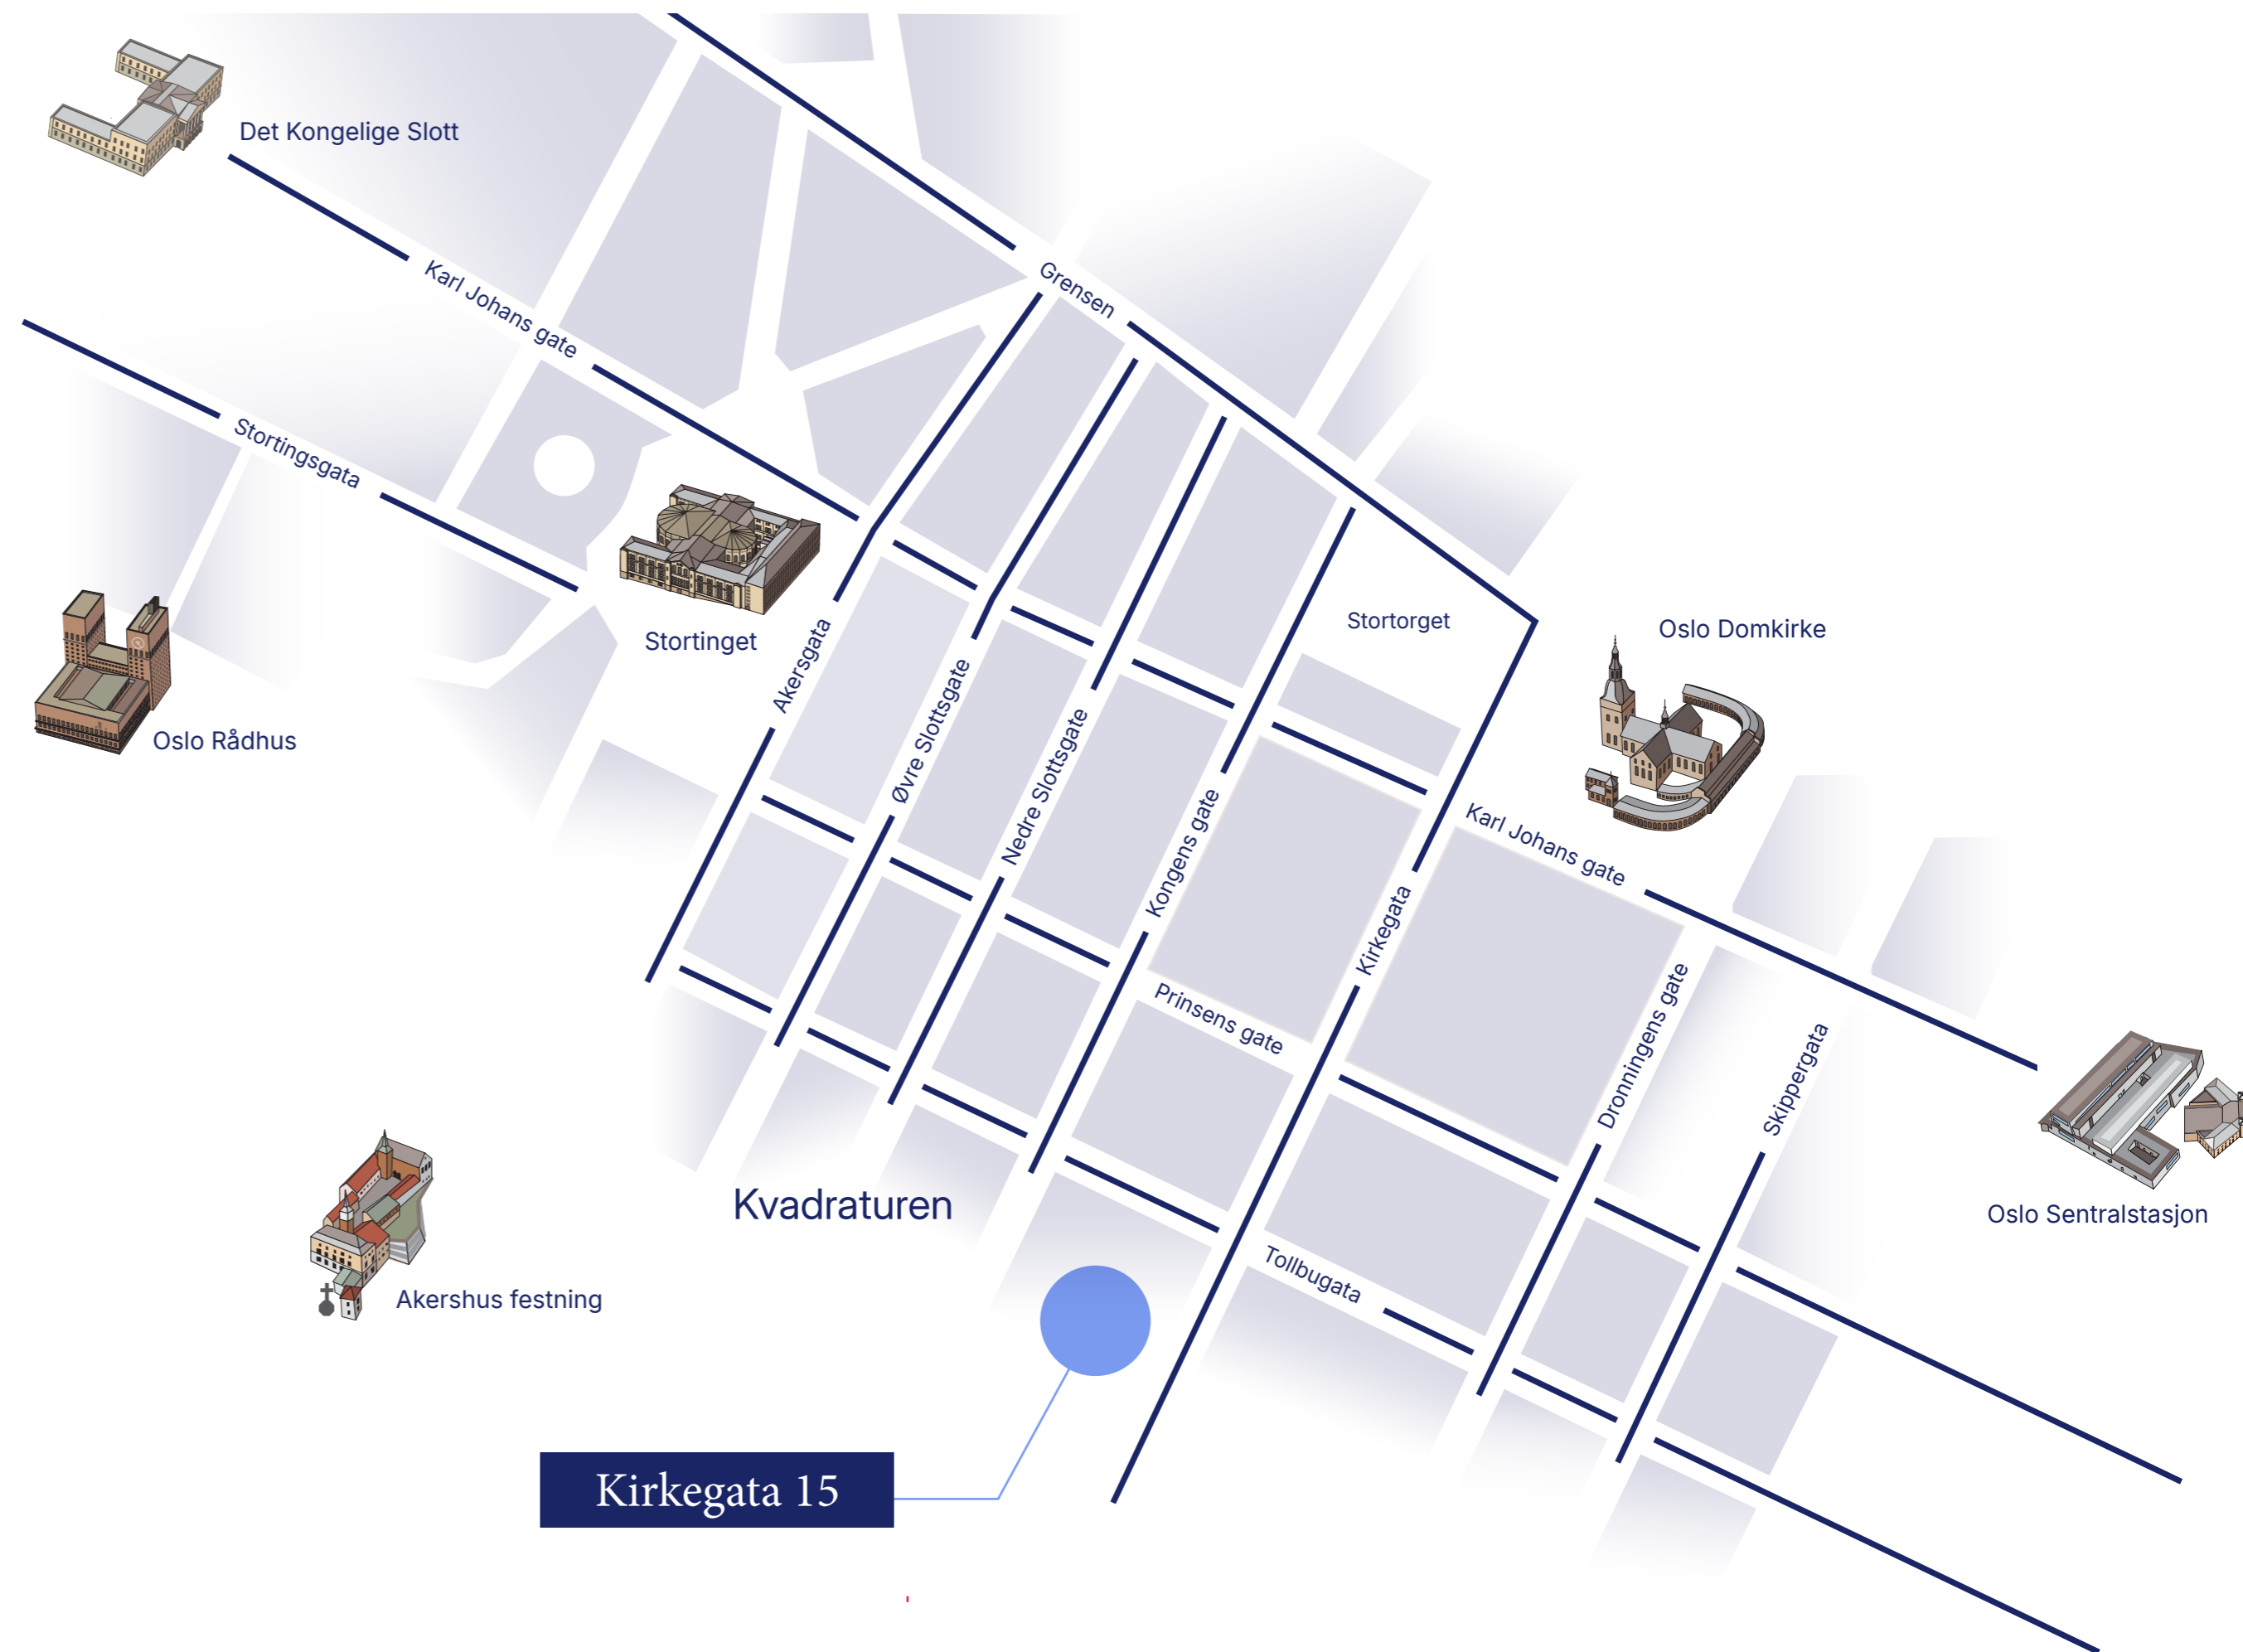 Det Kongelige Slott
Grensen
Karl Johans gate
Stortingsgata
Stortorget
Oslo Domkirke
Stortinget
Akersgata
Øvre Slottsgate
Oslo Rådhus
Nedre Slottsgate
Kongens gate
Karl Johans gate
Kirkegata
Prinsens gate
Dronningens gate
Skippergata
Kvadraturen
Oslo Sentralstasjon
Tollbugata
Akershus festning
Kirkegata 15